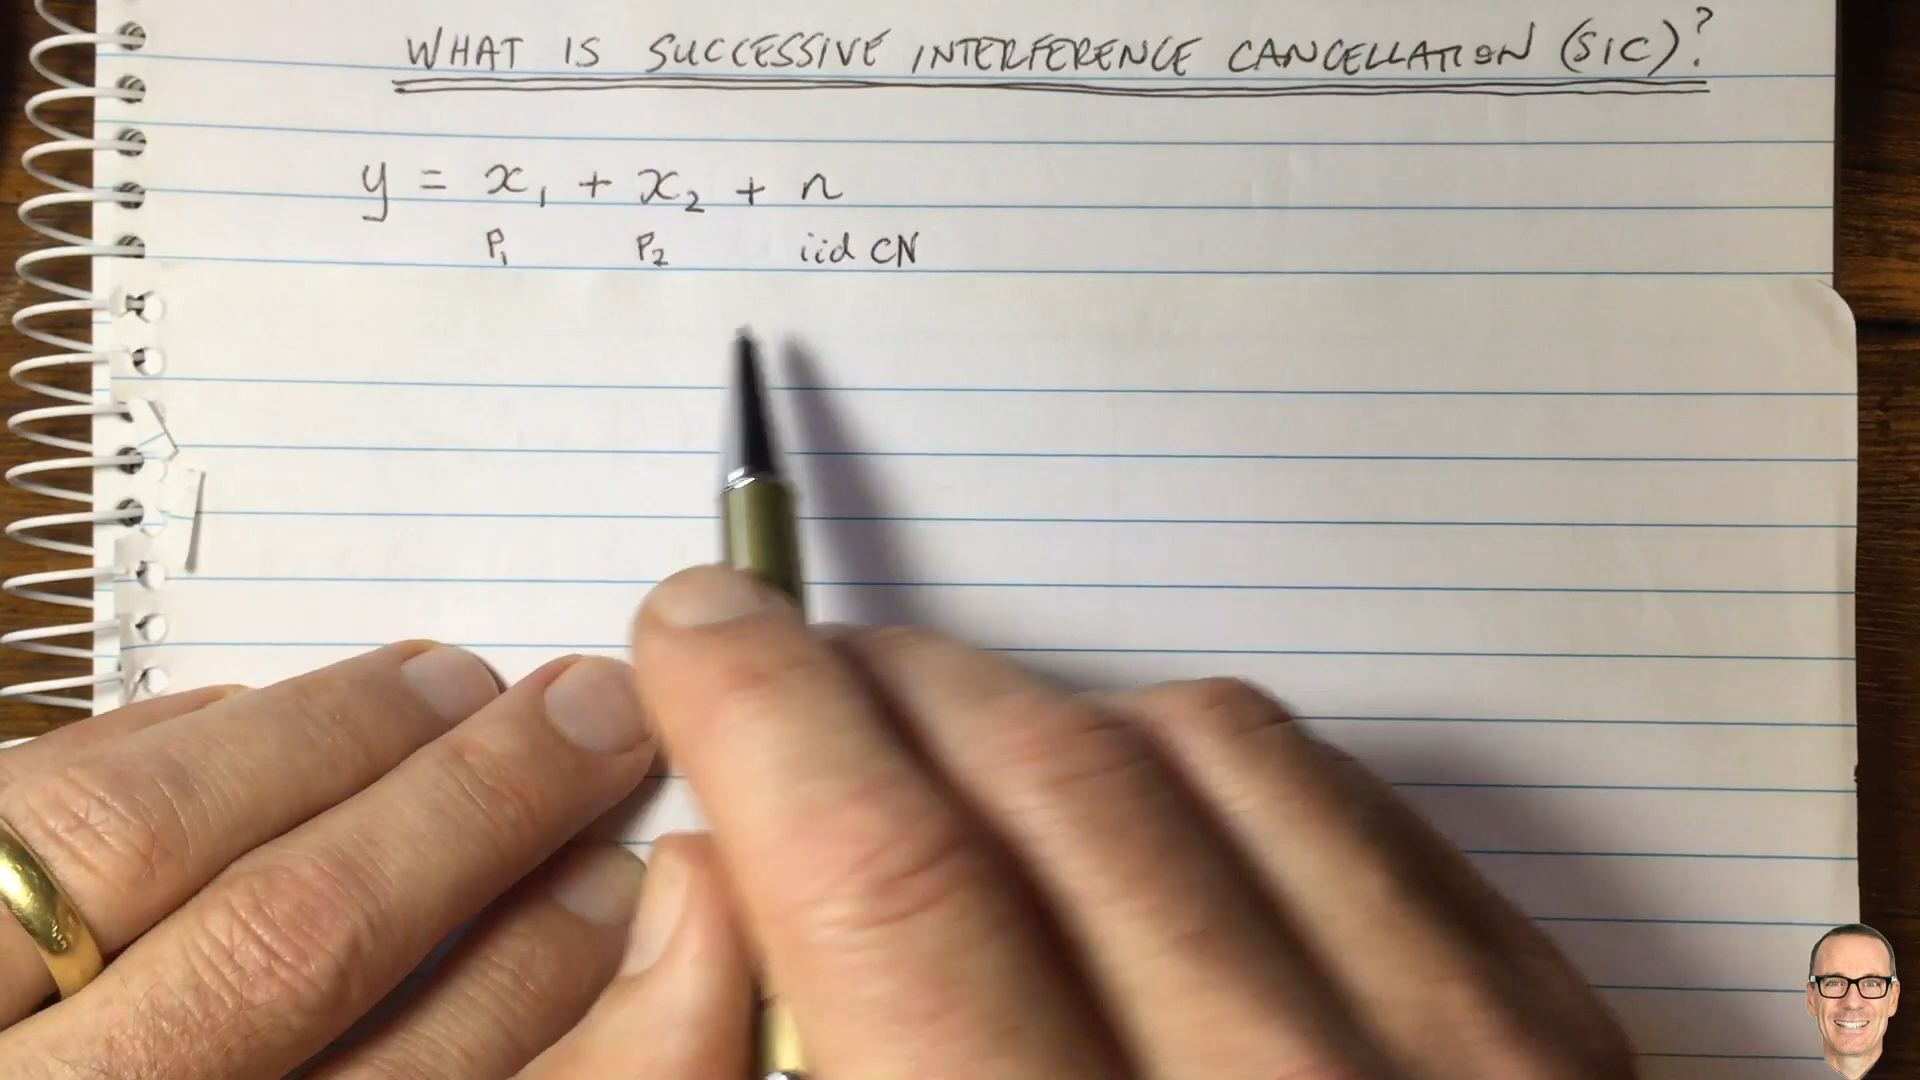 WHAT IS SUCCESSIVE INTERFERENCE CANCELLATION (SIC)?
y = x₁ + x₂ + n
P₁ P₂ iid CN